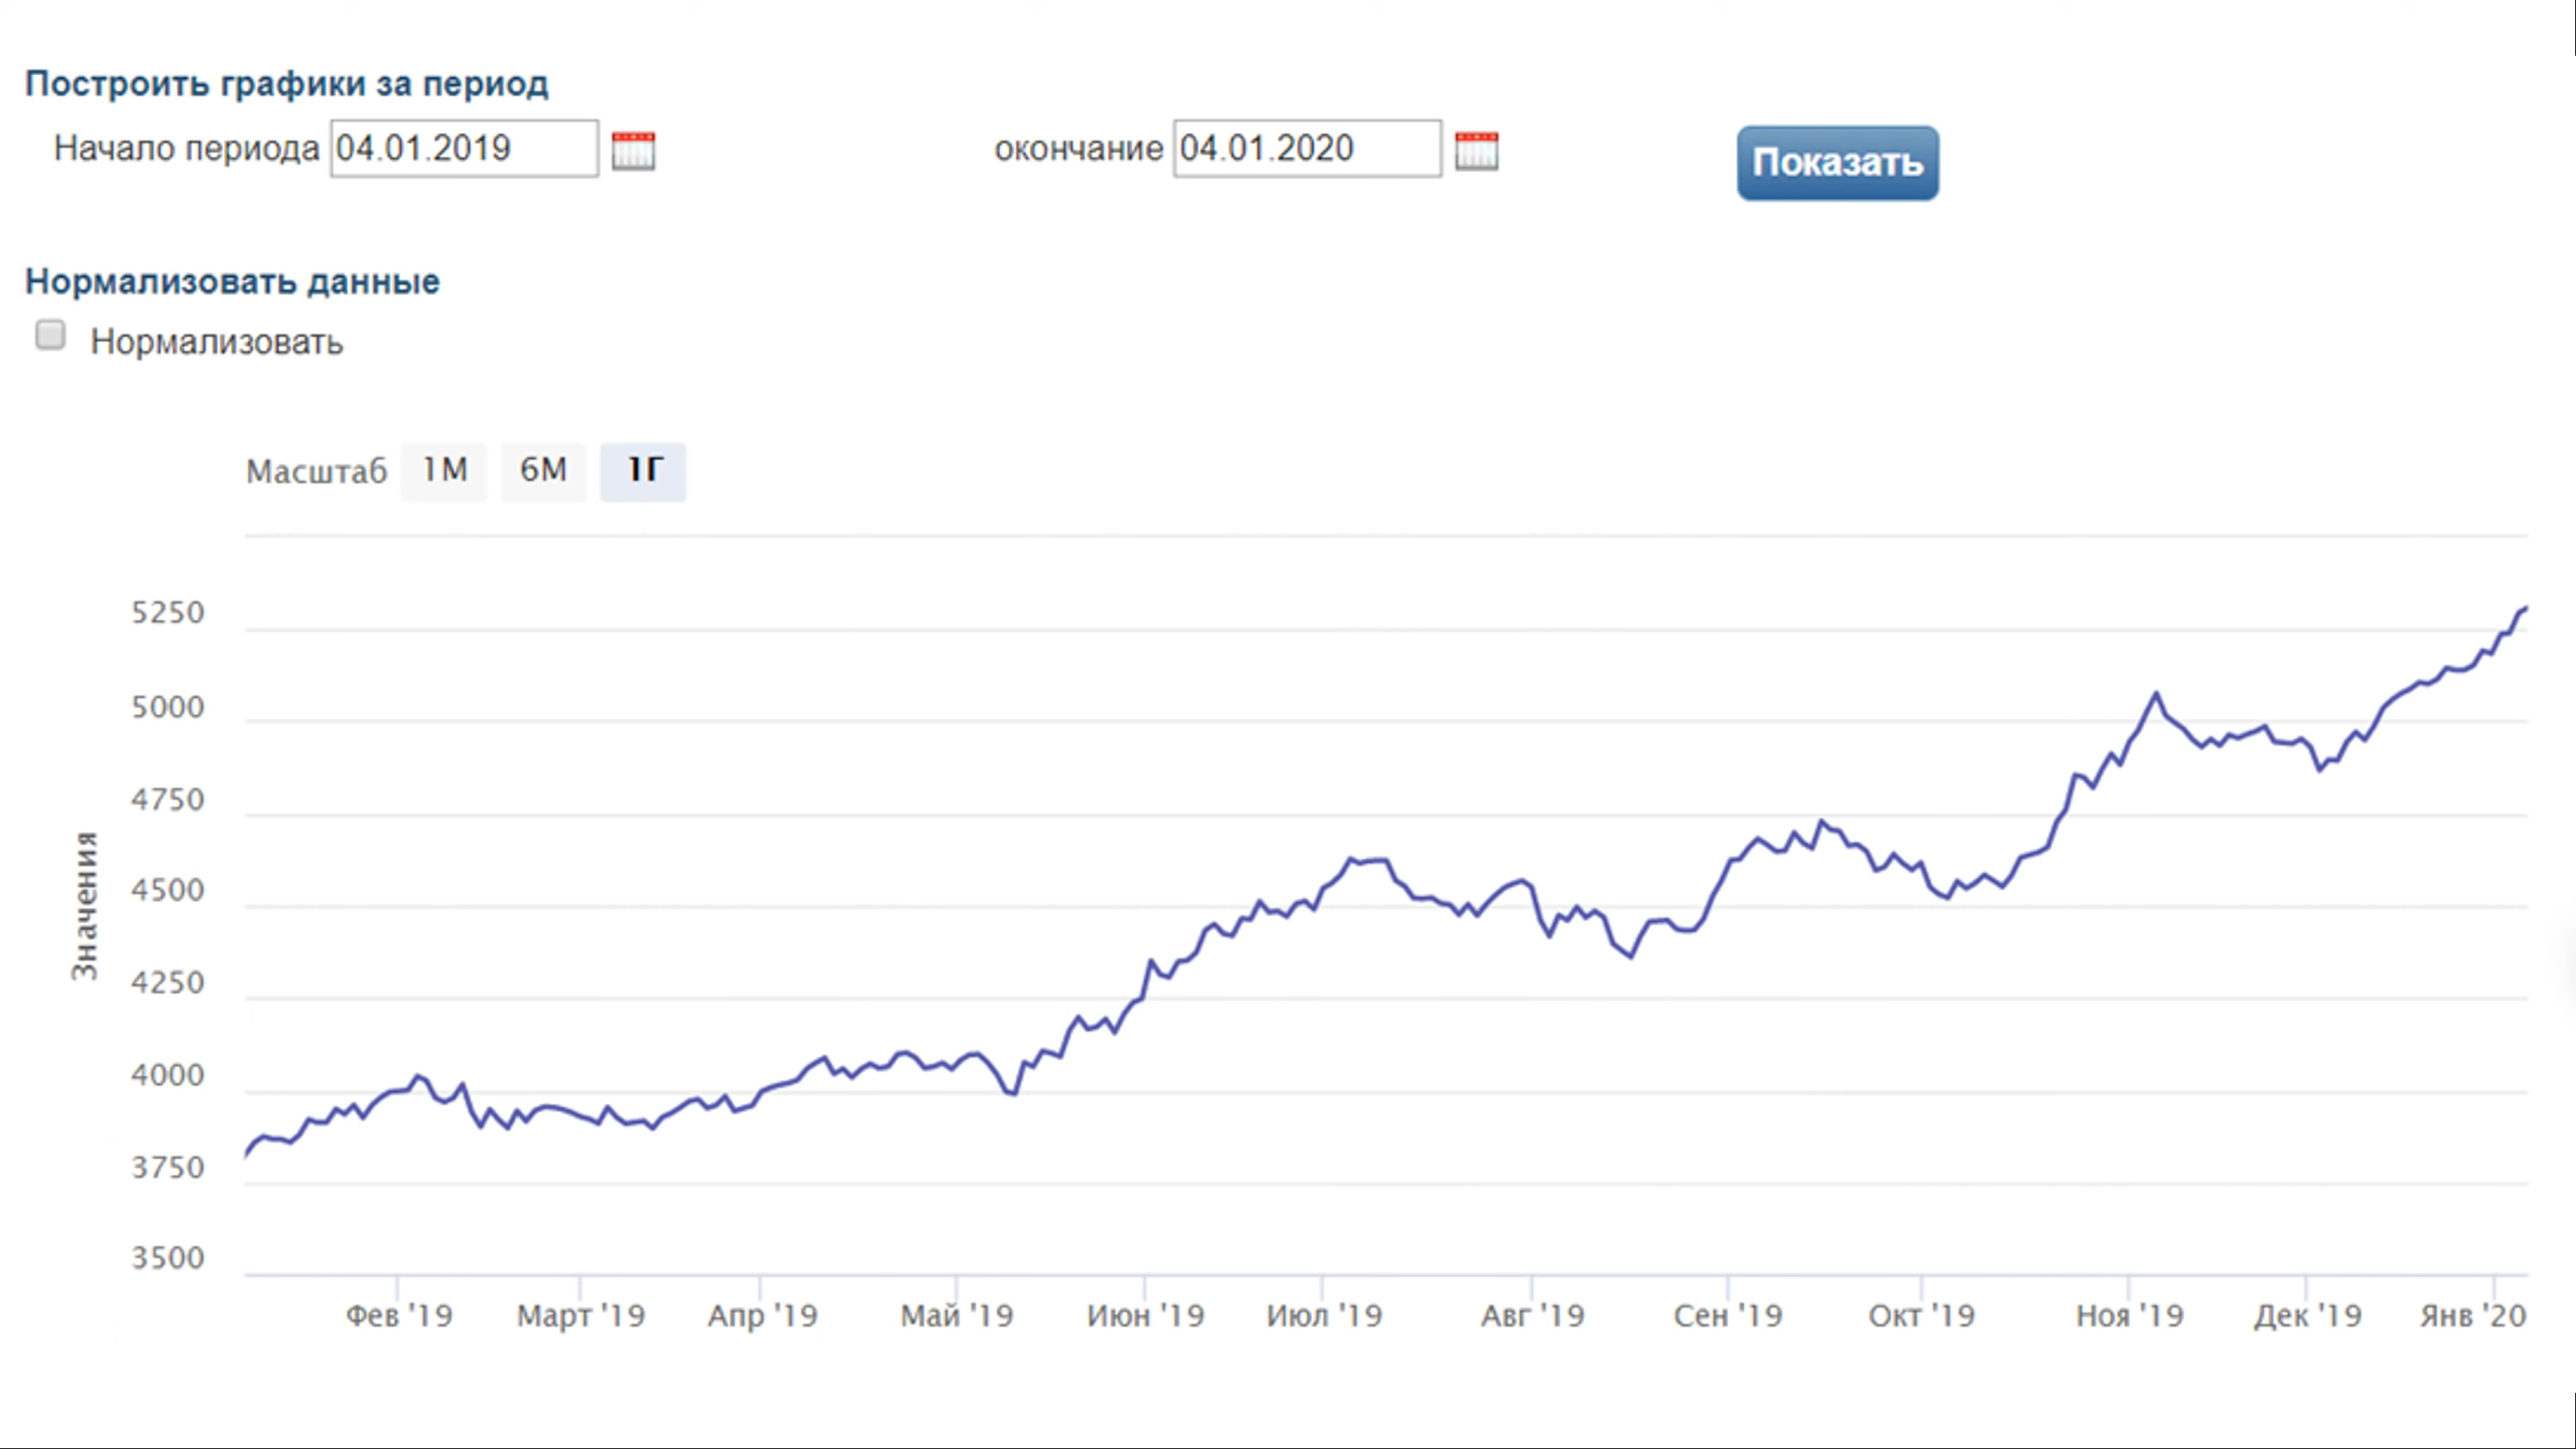 Построить графики за период
Начало периода 04.01.2019 окончание 04.01.2020 Показать
Нормализовать данные
Нормализовать
Масштаб 1М 6М 1Г
5250
5000
4750
4500
4250
4000
3750
3500
Значения
Фев '19 Март '19 Апр '19 Май '19 Июн '19 Июл '19 Авг '19 Сен '19 Окт '19 Ноя '19 Дек '19 Янв '20